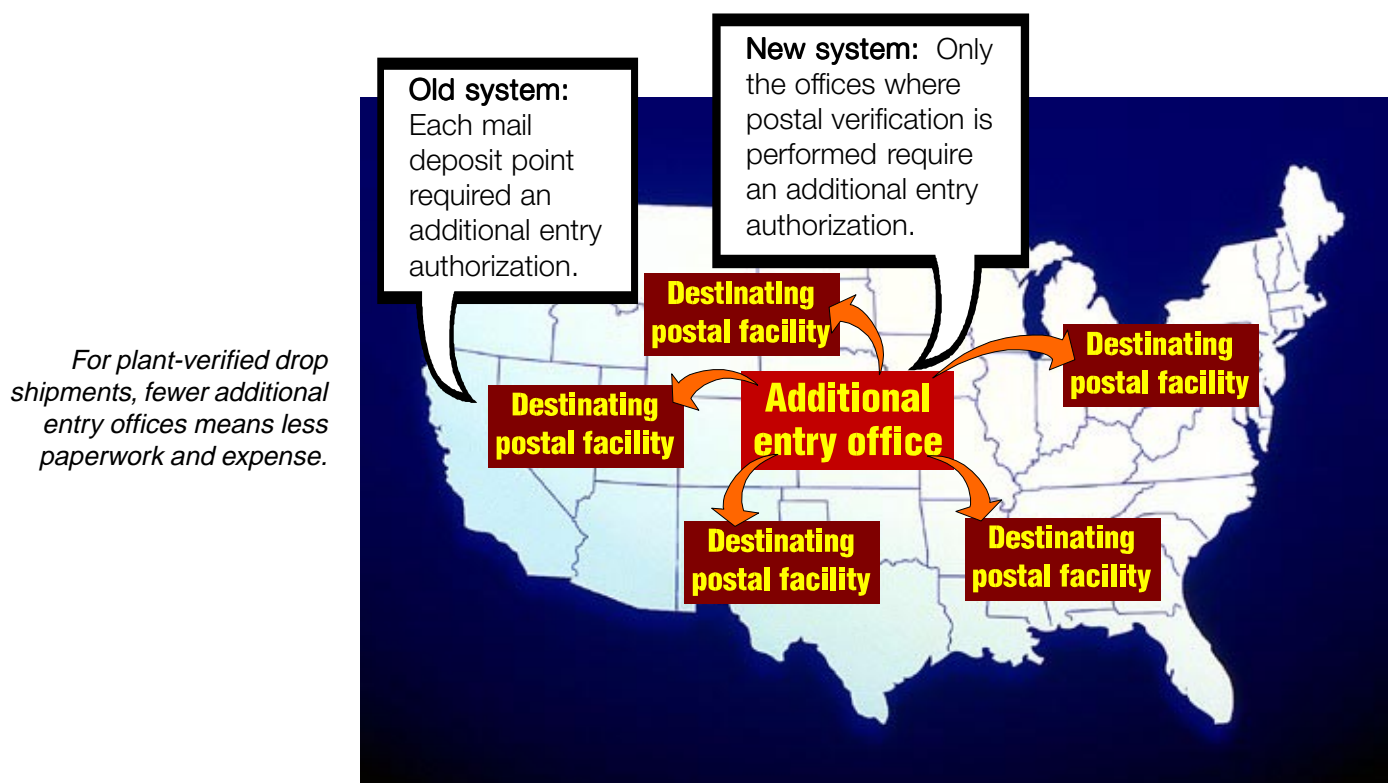 Old system:
Each mail
deposit point
required an
additional entry
authorization.
New system: Only
the offices where
postal verification is
performed require
an additional entry
authorization.
For plant-verified drop
shipments, fewer additional
entry offices means less
paperwork and expense.
DestInatIng
postal facility
Destinating
postal facility
Destinating
postal facility
Additional
entry office
Destinating
postal facility
Destinating
postal facility